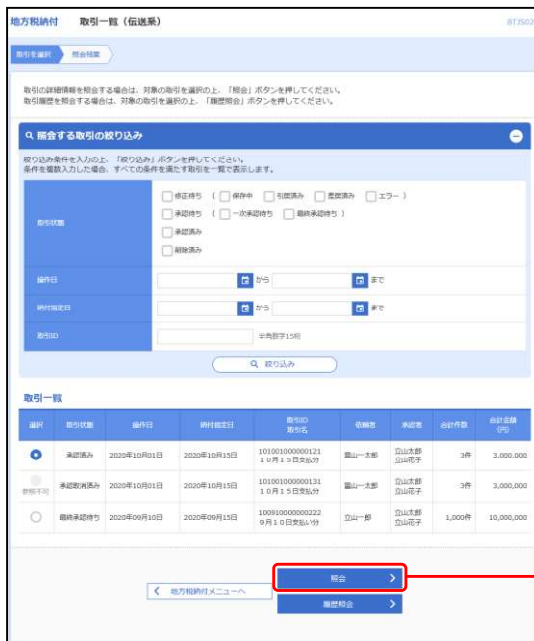 地方税納付 取引一覧（伝送系） BTJS02
取引を選択 照会結果
取引の詳細情報を照会する場合は、対象の取引を選択の上、「照会」ボタンを押してください。
取引履歴を照会する場合は、対象の取引を選択の上、「履歴照会」ボタンを押してください。
照会する取引の絞り込み
絞り込み条件を入力の上、「絞り込み」ボタンを押してください。
条件を複数入力した場合、すべての条件を満たす取引を一覧で表示します。
取引状態
修正待ち （ 保存中 引戻済み 差戻済み エラー ）
承認待ち （ 一次承認待ち 最終承認待ち ）
承認済み
削除済み
操作日 から まで
納付指定日 から まで
取引ID 半角数字15桁
絞り込み
取引一覧
選択 取引状態 操作日 納付指定日 取引ID 取引名 依頼者 承認者 合計件数 合計金額 (円)
承認済み 2020年10月01日 2020年10月15日 101001000000121 富山一太郎 立山太郎 3件 3,000,000
10月15日支払分 立山花子
参照不可 承認取消済み 2020年10月01日 2020年10月15日 101001000000131 富山一太郎 立山太郎 3件 3,000,000
10月15日支払分 立山花子
最終承認待ち 2020年09月10日 2020年09月15日 100910000000222 立山一郎 立山太郎 1,000件 10,000,000
9月10日支払い分 立山花子
照会
地方税納付メニューへ
履歴照会